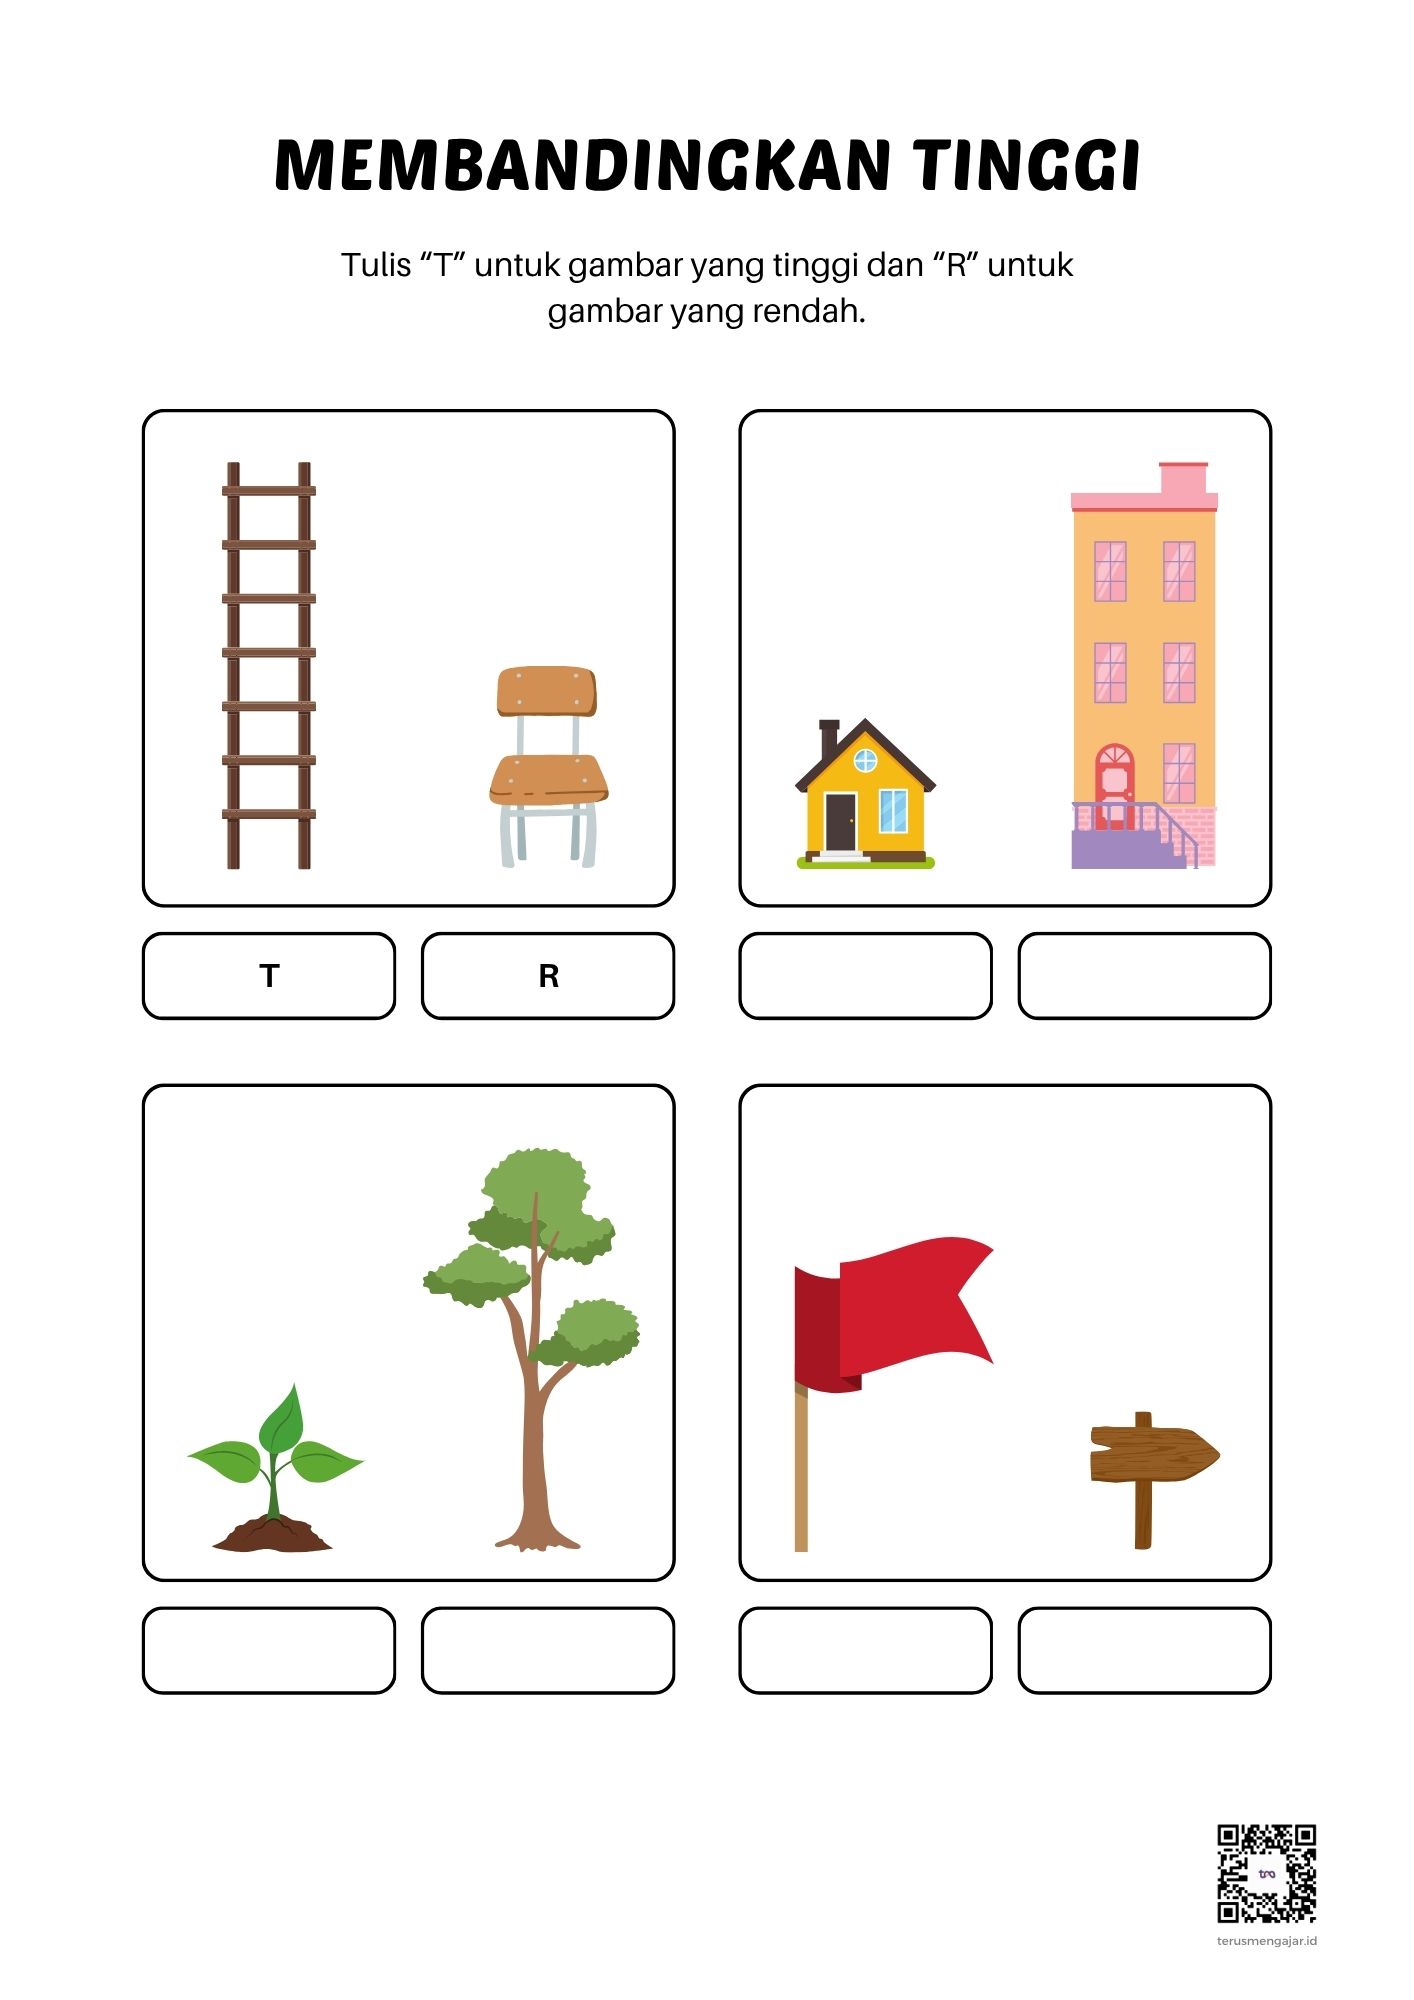 MEMBANDINGKAN TINGGI
Tulis “T” untuk gambar yang tinggi dan “R” untuk
gambar yang rendah.
T
R
terusmengajar.id